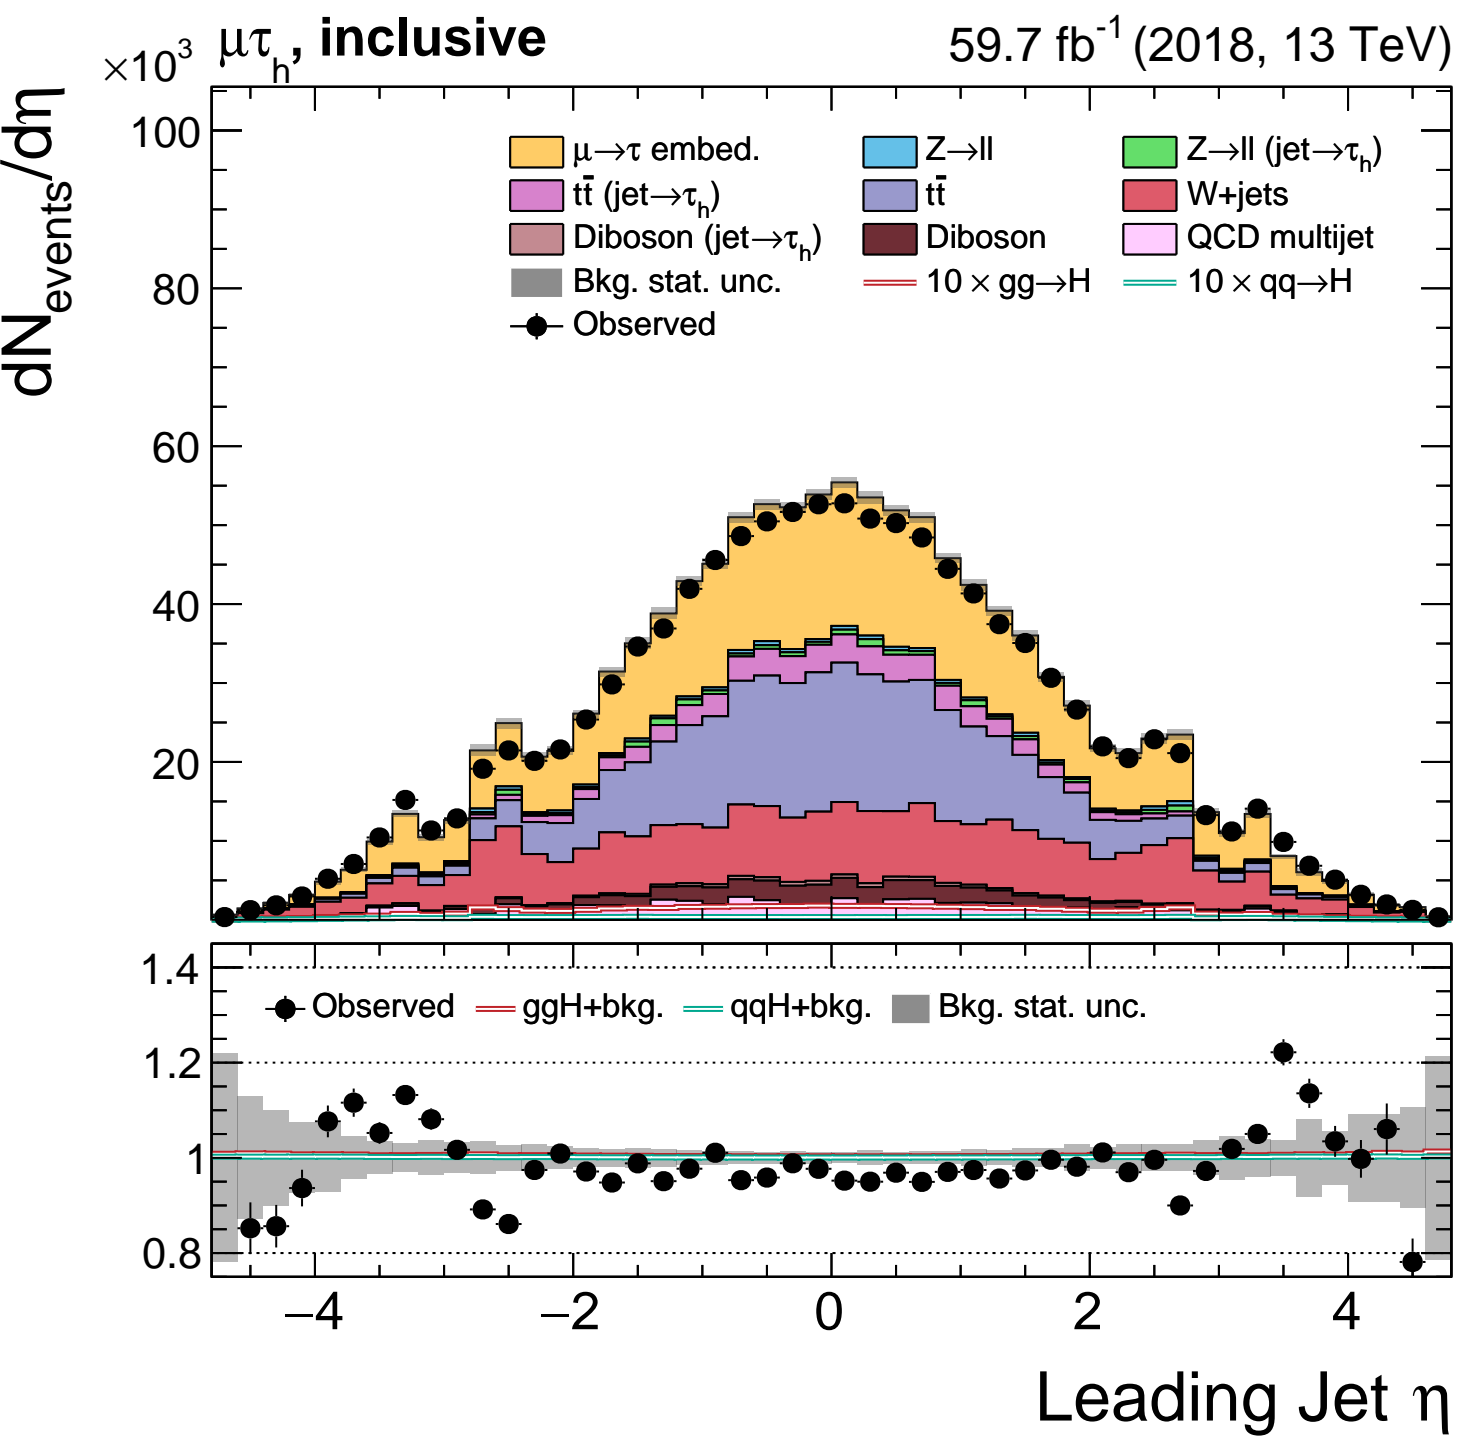 ×10³ μτₕ, inclusive 59.7 fb⁻¹ (2018, 13 TeV)
dN_events/dη
100
80
60
40
20
μ→τ embed. Z→ll Z→ll (jet→τₕ)
tt̄ (jet→τₕ) tt̄ W+jets
Diboson (jet→τₕ) Diboson QCD multijet
Bkg. stat. unc. 10 × gg→H 10 × qq→H
Observed
1.4
1.2
1
0.8
Observed ggH+bkg. qqH+bkg. Bkg. stat. unc.
−4 −2 0 2 4
Leading Jet η